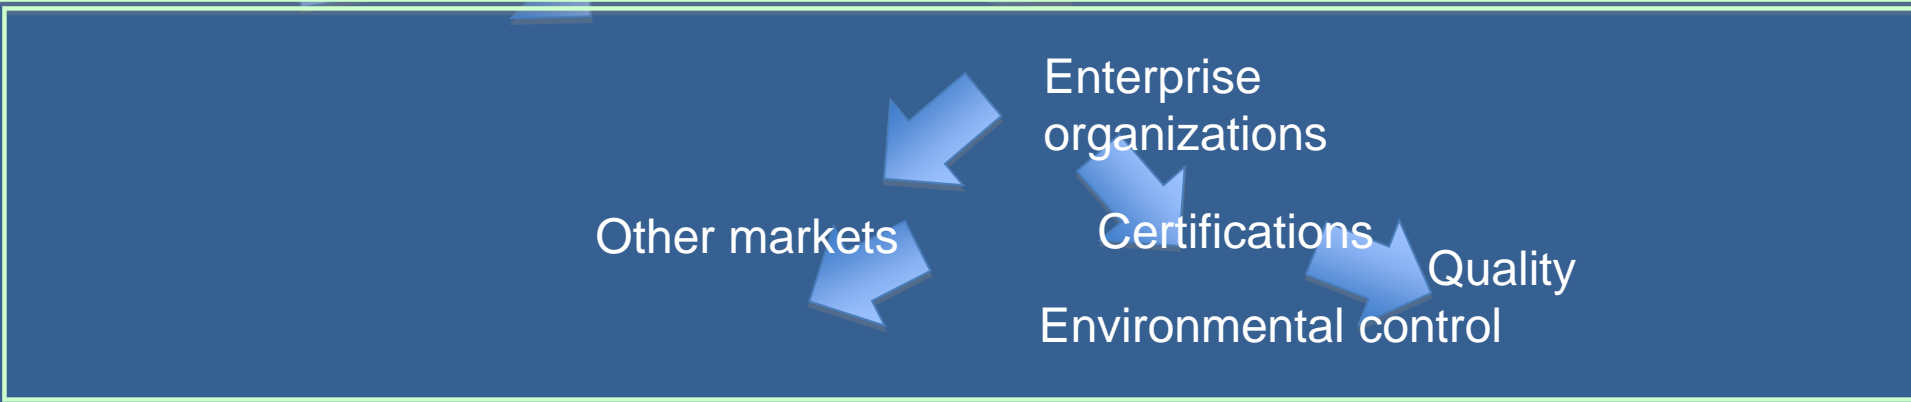 Enterprise
organizations
Other markets
Certifications
Quality
Environmental control